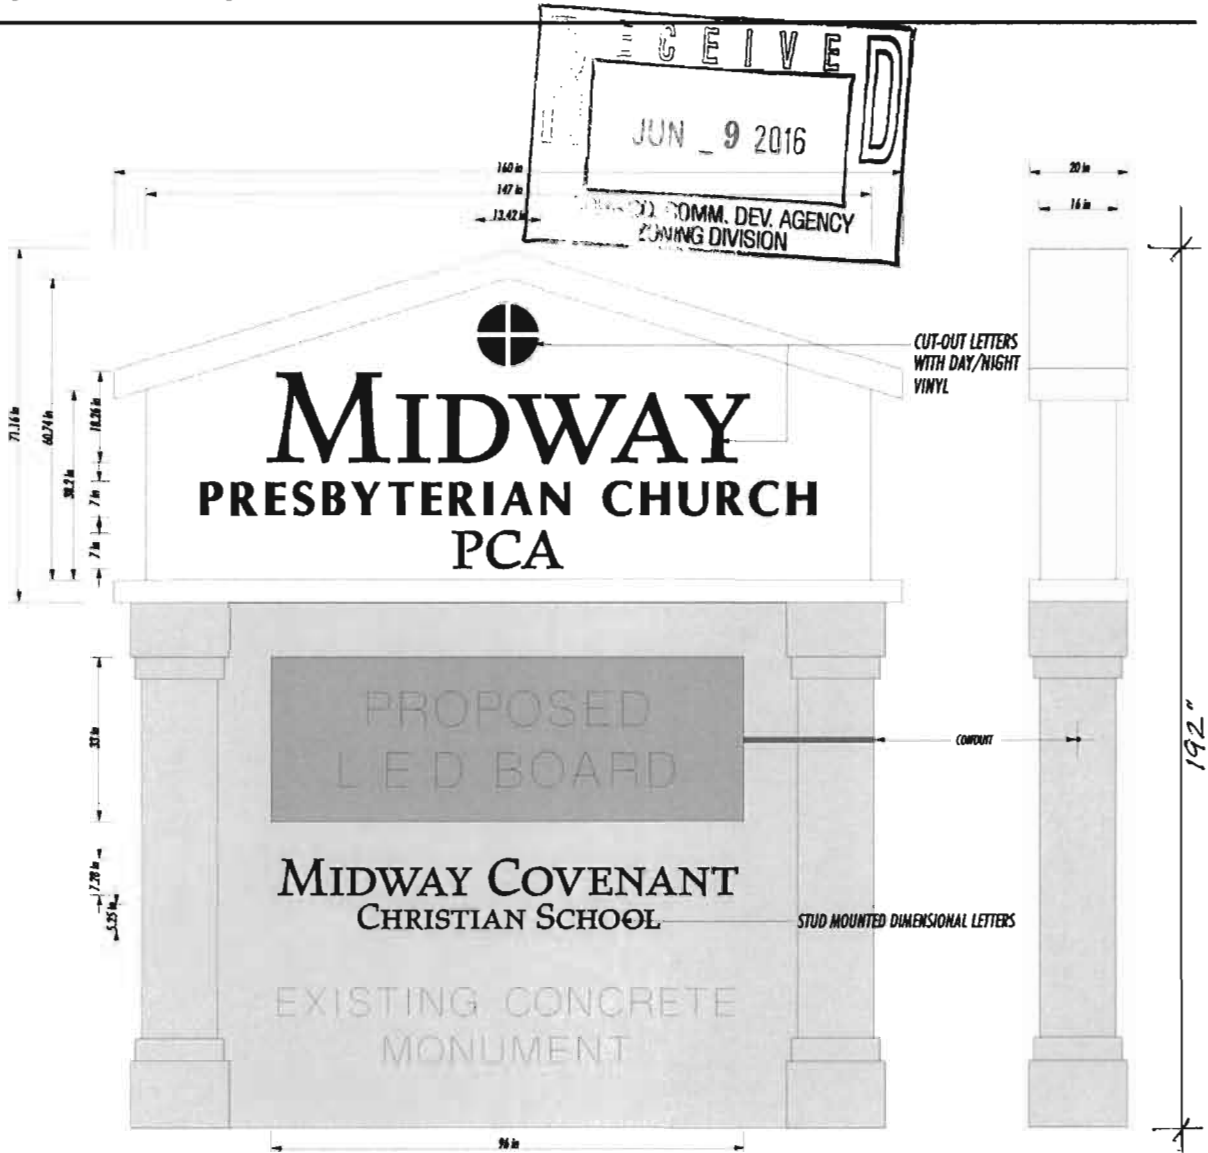 RECEIVED
JUN _ 9 2016
CO. COMM. DEV. AGENCY
ZONING DIVISION
160 in
147 in
13.42 in
20 in
16 in
MIDWAY
PRESBYTERIAN CHURCH
PCA
CUT-OUT LETTERS
WITH DAY/NIGHT
VINYL
71.16 in
60.74 in
38.2 in
18.26 in
7 in
7 in
PROPOSED
L.E.D BOARD
33 in
CONDUIT
192"
MIDWAY COVENANT
CHRISTIAN SCHOOL
7.28 in
5.25 in
STUD MOUNTED DIMENSIONAL LETTERS
EXISTING CONCRETE
MONUMENT
96 in